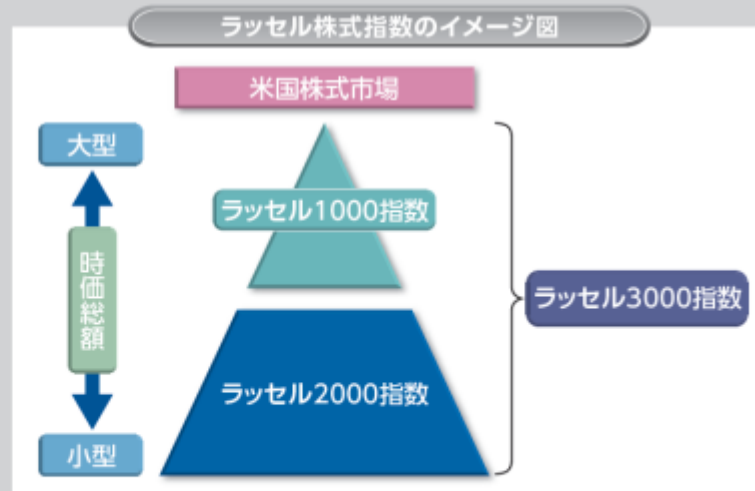 ラッセル株式指数のイメージ図
米国株式市場
大型
時価総額
小型
ラッセル1000指数
ラッセル2000指数
ラッセル3000指数